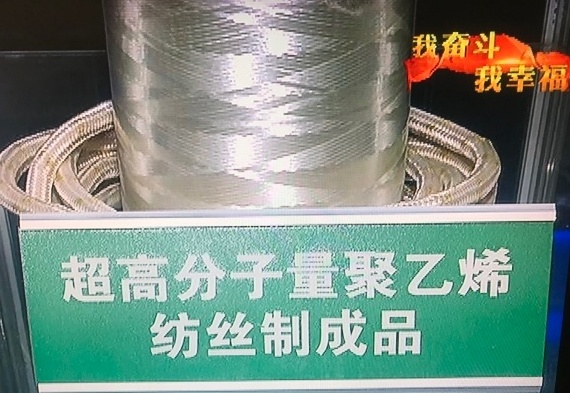 我奋斗
我幸福
超高分子量聚乙烯
纺丝制成品